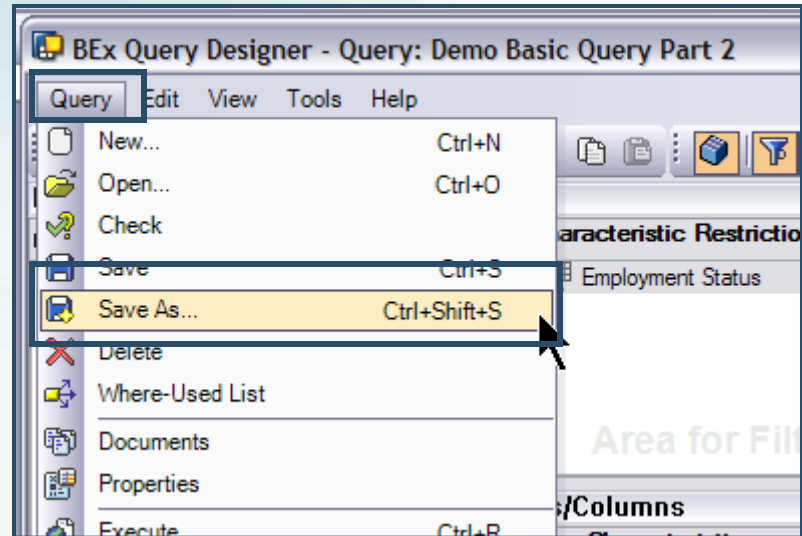 BEx Query Designer - Query: Demo Basic Query Part 2
Query Edit View Tools Help
New... Ctrl+N
Open... Ctrl+O
Check
aracteristic Restrictio
Save Ctrl+S
Employment Status
Save As... Ctrl+Shift+S
Delete
Where-Used List
Documents
Area for Filt
Properties
s/Columns
Execute Ctrl+R